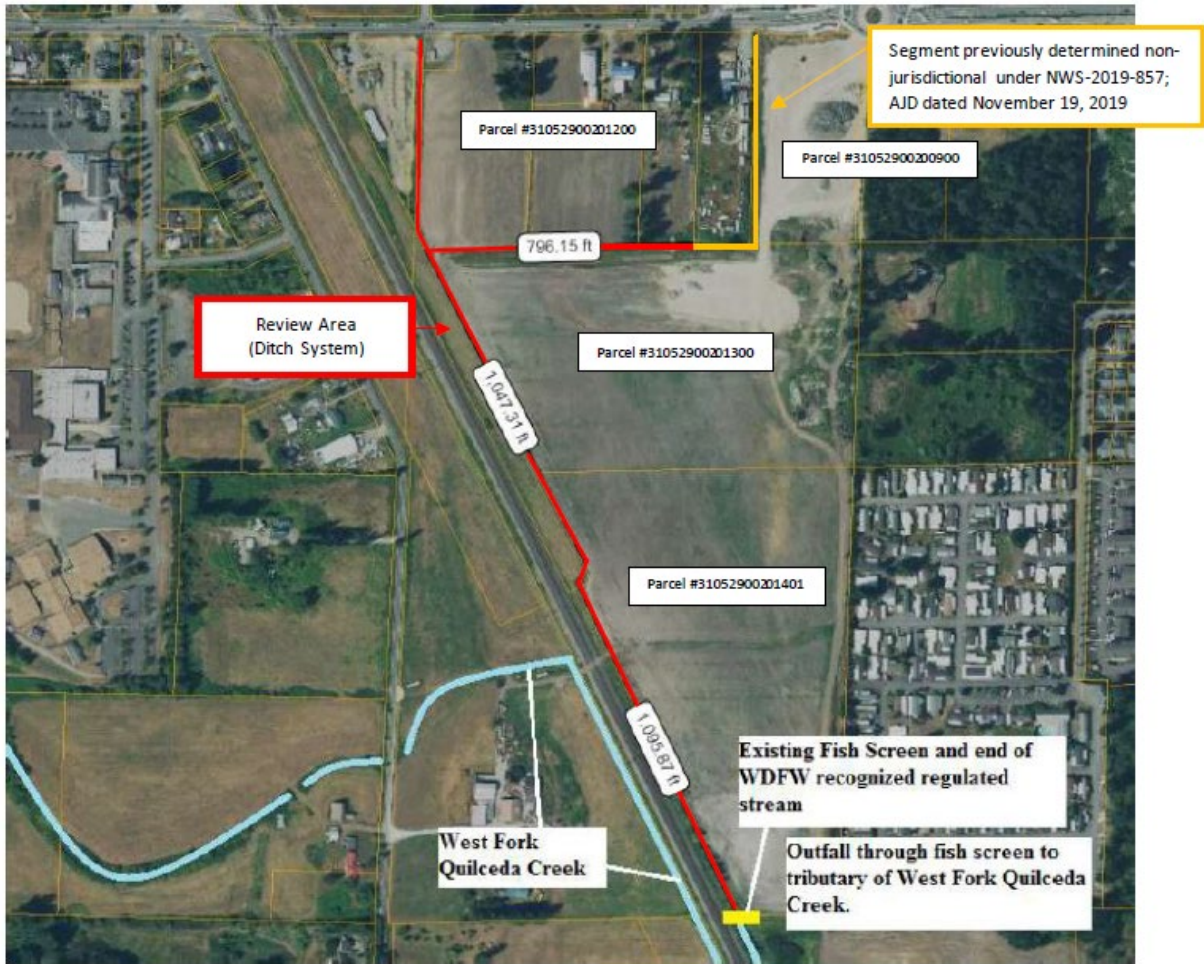 Segment previously determined non-
jurisdictional under NWS-2019-857;
AJD dated November 19, 2019
Parcel #31052900201200
Parcel #31052900200900
796.15 ft
Review Area
(Ditch System)
Parcel #31052900201300
1,047.31 ft
Parcel #31052900201401
1,095.87 ft
Existing Fish Screen and end of
WDFW recognized regulated
stream
West Fork
Quilceda Creek
Outfall through fish screen to
tributary of West Fork Quilceda
Creek.